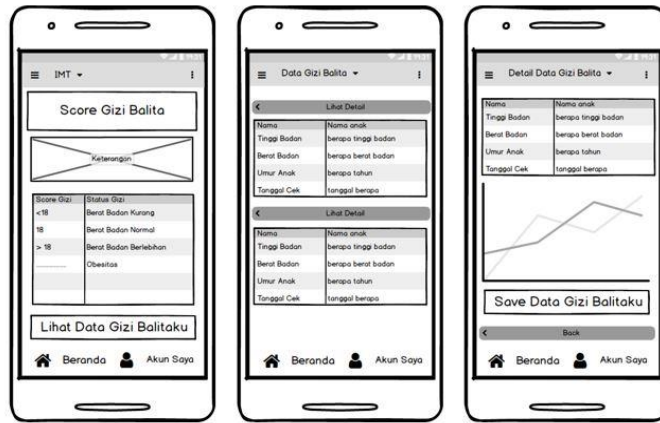 IMT
Score Gizi Balita
Keterangan
Score Gizi Status Gizi
<18 Berat Badan Kurang
18 Berat Badan Normal
> 18 Berat Badan Berlebihan
.............. Obesitas
Lihat Data Gizi Balitaku
Beranda Akun Saya
Data Gizi Balita
Lihat Detail
Nama Nama anak
Tinggi Badan berapa tinggi badan
Berat Badan berapa berat badan
Umur Anak berapa tahun
Tanggal Cek tanggal berapa
Lihat Detail
Nama Nama anak
Tinggi Badan berapa tinggi badan
Berat Badan berapa berat badan
Umur Anak berapa tahun
Tanggal Cek tanggal berapa
Beranda Akun Saya
Detail Data Gizi Balita
Nama Nama anak
Tinggi Badan berapa tinggi badan
Berat Badan berapa berat badan
Umur Anak berapa tahun
Tanggal Cek tanggal berapa
Save Data Gizi Balitaku
Back
Beranda Akun Saya